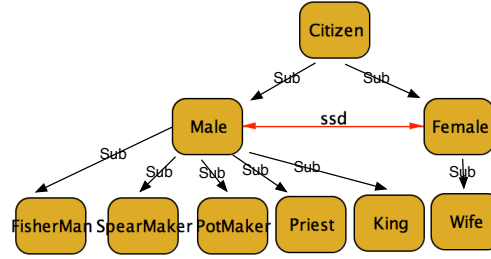 Citizen
Sub
Sub
Male
ssd
Female
Sub
Sub
Sub
Sub
Sub
Sub
FisherMan
SpearMaker
PotMaker
Priest
King
Wife